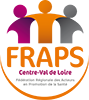 FRAPS
Centre-Val de Loire
Fédération Régionale des Acteurs
en Promotion de la Santé